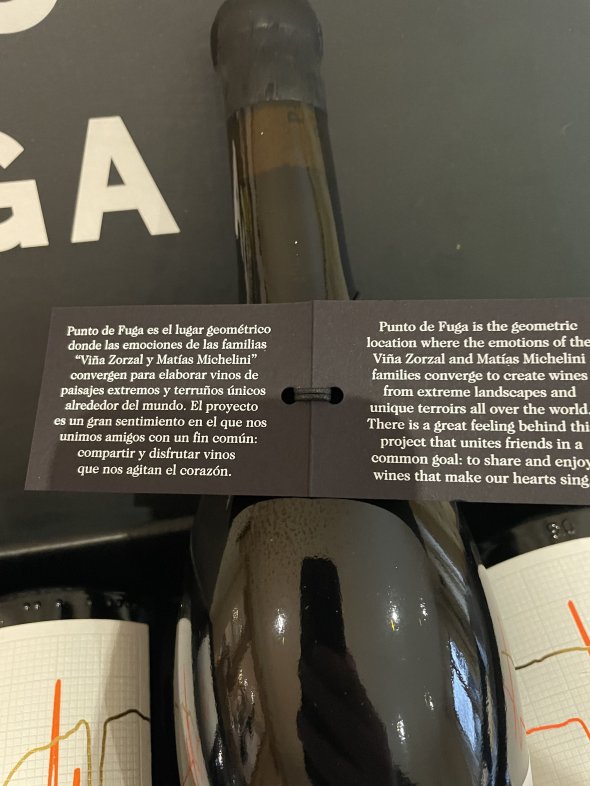 GA
Punto de Fuga es el lugar geométrico
donde las emociones de las familias
“Viña Zorzal y Matías Michelini”
convergen para elaborar vinos de
paisajes extremos y terruños únicos
alrededor del mundo. El proyecto
es un gran sentimiento en el que nos
unimos amigos con un fin común:
compartir y disfrutar vinos
que nos agitan el corazón.
Punto de Fuga is the geometric
location where the emotions of the
Viña Zorzal and Matías Michelini
families converge to create wines
from extreme landscapes and
unique terroirs all over the world.
There is a great feeling behind thi
project that unites friends in a
common goal: to share and enjoy
wines that make our hearts sing